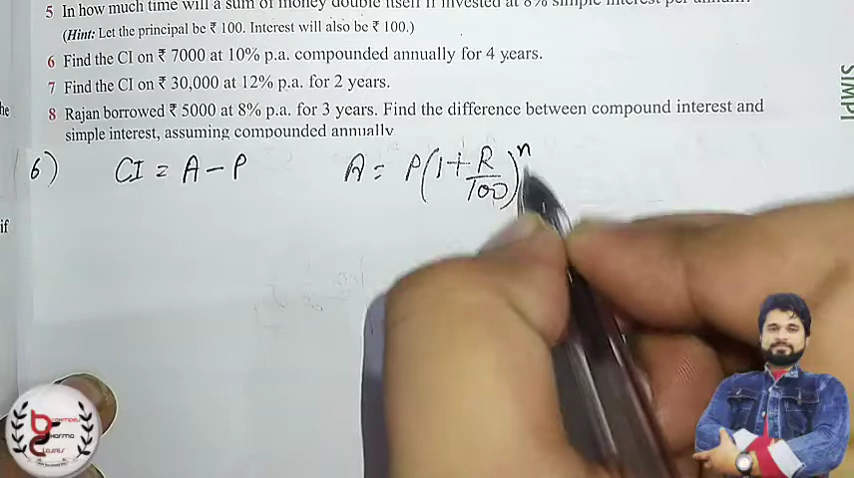 5 In how much time will a sum of money double itself if invested at 8% simple interest per annum
(Hint: Let the principal be ₹ 100. Interest will also be ₹ 100.)
6 Find the CI on ₹ 7000 at 10% p.a. compounded annually for 4 years.
7 Find the CI on ₹ 30,000 at 12% p.a. for 2 years.
8 Rajan borrowed ₹ 5000 at 8% p.a. for 3 years. Find the difference between compound interest and
simple interest, assuming compounded annually
6) CI = A - P A = P(1+R/100)^n
he
if
SIMPL